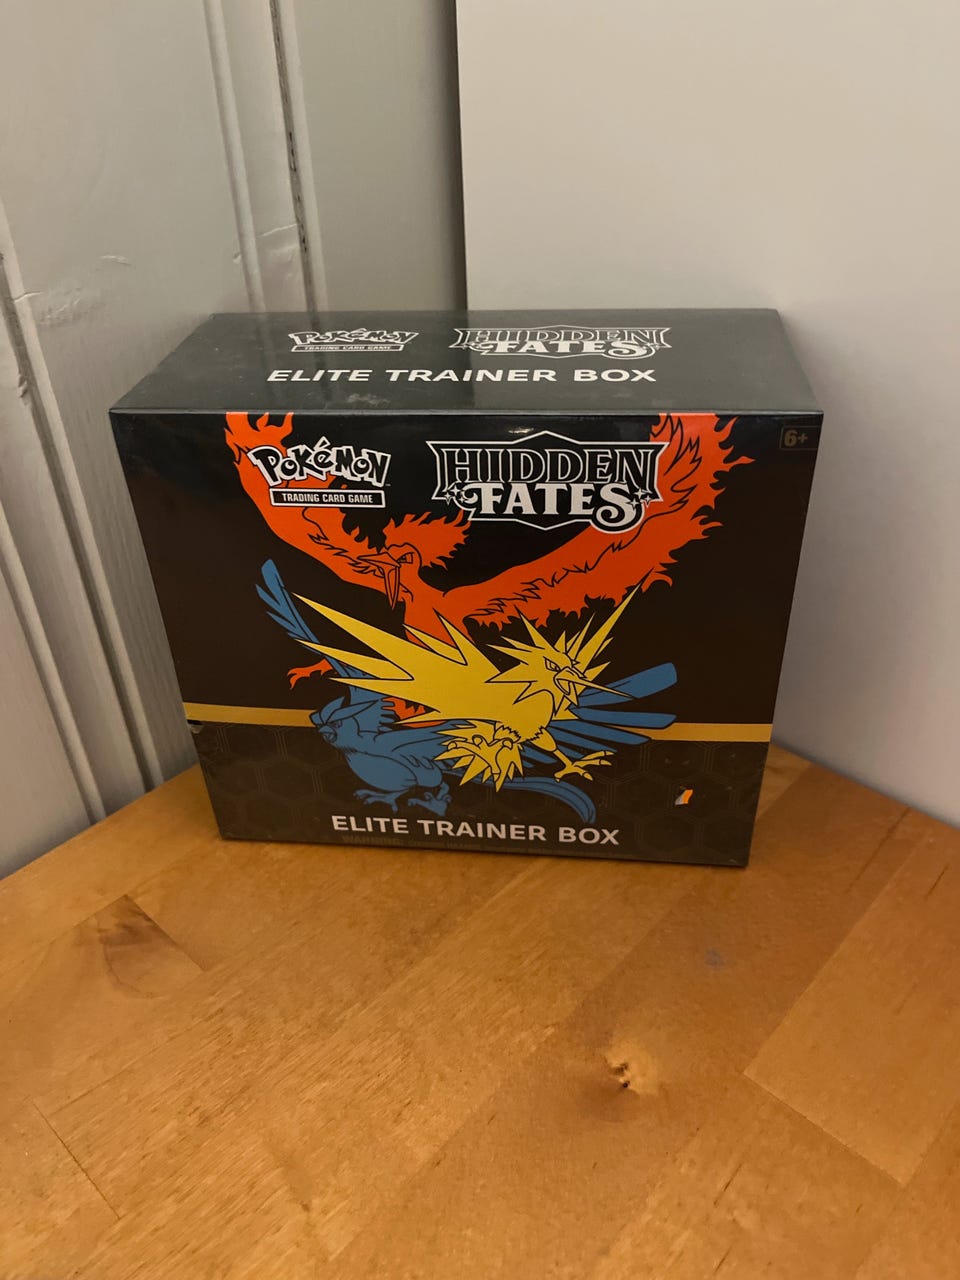 Pokémon
TRADING CARD GAME
HIDDEN
FATES
ELITE TRAINER BOX
6+
Pokémon
TRADING CARD GAME
HIDDEN
FATES
ELITE TRAINER BOX
WARNING: